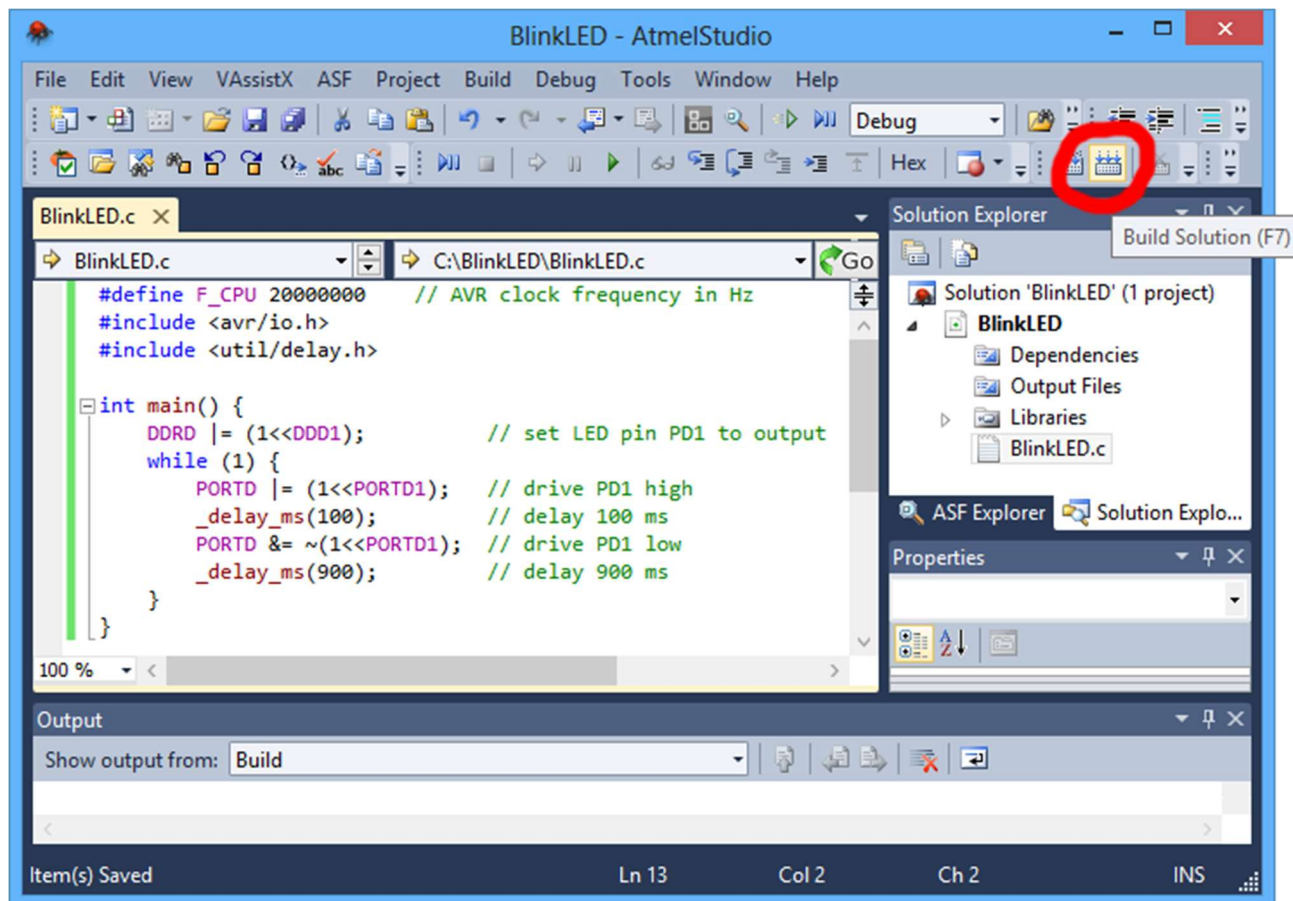 BlinkLED - AtmelStudio
File Edit View VAssistX ASF Project Build Debug Tools Window Help
Debug
abc Hex
BlinkLED.c
BlinkLED.c C:\BlinkLED\BlinkLED.c Go
#define F_CPU 20000000 // AVR clock frequency in Hz
#include <avr/io.h>
#include <util/delay.h>
int main() {
DDRD |= (1<<DDD1); // set LED pin PD1 to output
while (1) {
PORTD |= (1<<PORTD1); // drive PD1 high
_delay_ms(100); // delay 100 ms
PORTD &= ~(1<<PORTD1); // drive PD1 low
_delay_ms(900); // delay 900 ms
}
}
100 %
Solution Explorer
Build Solution (F7)
Solution 'BlinkLED' (1 project)
BlinkLED
Dependencies
Output Files
Libraries
BlinkLED.c
ASF Explorer Solution Explo...
Properties
Output
Show output from: Build
Item(s) Saved Ln 13 Col 2 Ch 2 INS